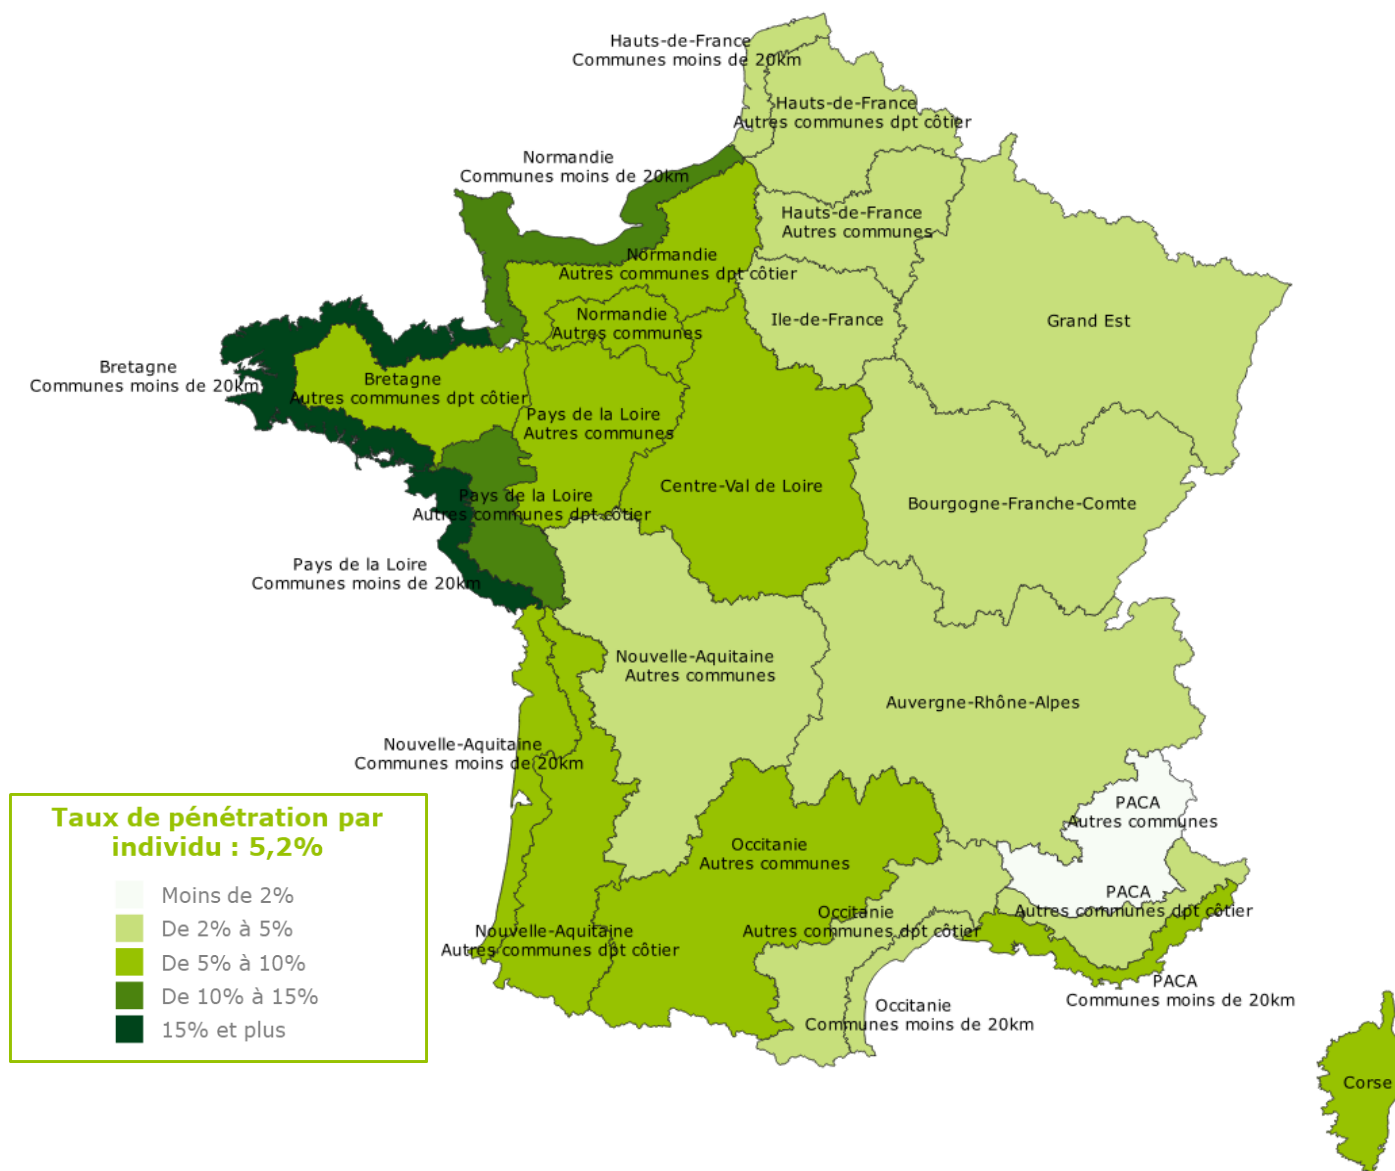 Hauts-de-France
Communes moins de 20km
Hauts-de-France
Autres communes dpt côtier
Normandie
Communes moins de 20km
Hauts-de-France
Autres communes
Normandie
Autres communes dpt côtier
Normandie
Autres communes
Ile-de-France
Grand Est
Bretagne
Communes moins de 20km
Bretagne
Autres communes dpt côtier
Pays de la Loire
Autres communes
Centre-Val de Loire
Pays de la Loire
Autres communes dpt côtier
Bourgogne-Franche-Comte
Pays de la Loire
Communes moins de 20km
Nouvelle-Aquitaine
Autres communes
Auvergne-Rhône-Alpes
Nouvelle-Aquitaine
Communes moins de 20km
PACA
Autres communes
Occitanie
Autres communes
PACA
Autres communes dpt côtier
Occitanie
Autres communes dpt côtier
Nouvelle-Aquitaine
Autres communes dpt côtier
PACA
Communes moins de 20km
Occitanie
Communes moins de 20km
Corse
Taux de pénétration par
individu : 5,2%
Moins de 2%
De 2% à 5%
De 5% à 10%
De 10% à 15%
15% et plus